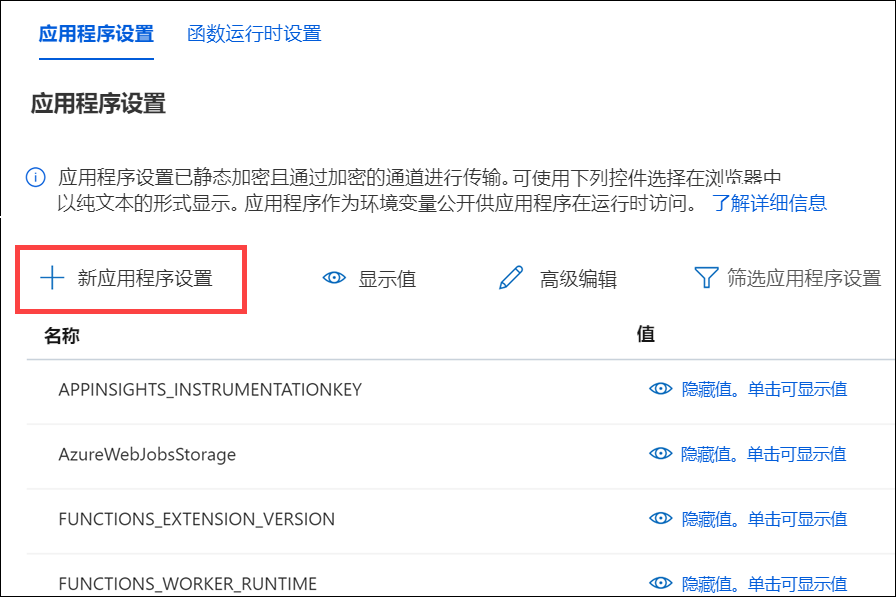 应用程序设置 函数运行时设置
应用程序设置
应用程序设置已静态加密且通过加密的通道进行传输。可使用下列控件选择在浏览器中
以纯文本的形式显示。应用程序作为环境变量公开供应用程序在运行时访问。 了解详细信息
新应用程序设置 显示值 高级编辑 筛选应用程序设置
名称 值
APPINSIGHTS_INSTRUMENTATIONKEY 隐藏值。单击可显示值
AzureWebJobsStorage 隐藏值。单击可显示值
FUNCTIONS_EXTENSION_VERSION 隐藏值。单击可显示值
FUNCTIONS_WORKER_RUNTIME 隐藏值。单击可显示值